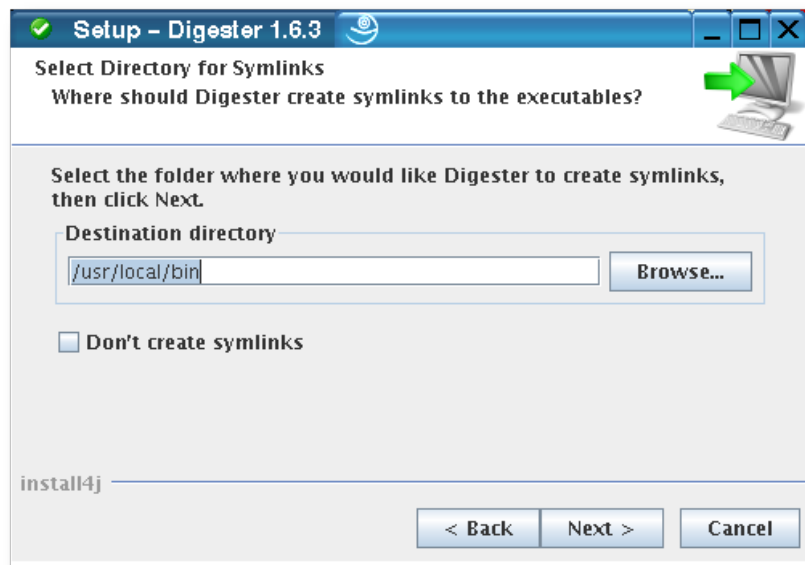 Setup – Digester 1.6.3
Select Directory for Symlinks
Where should Digester create symlinks to the executables?
Select the folder where you would like Digester to create symlinks,
then click Next.
Destination directory
/usr/local/bin
Browse...
Don't create symlinks
install4j
< Back
Next >
Cancel